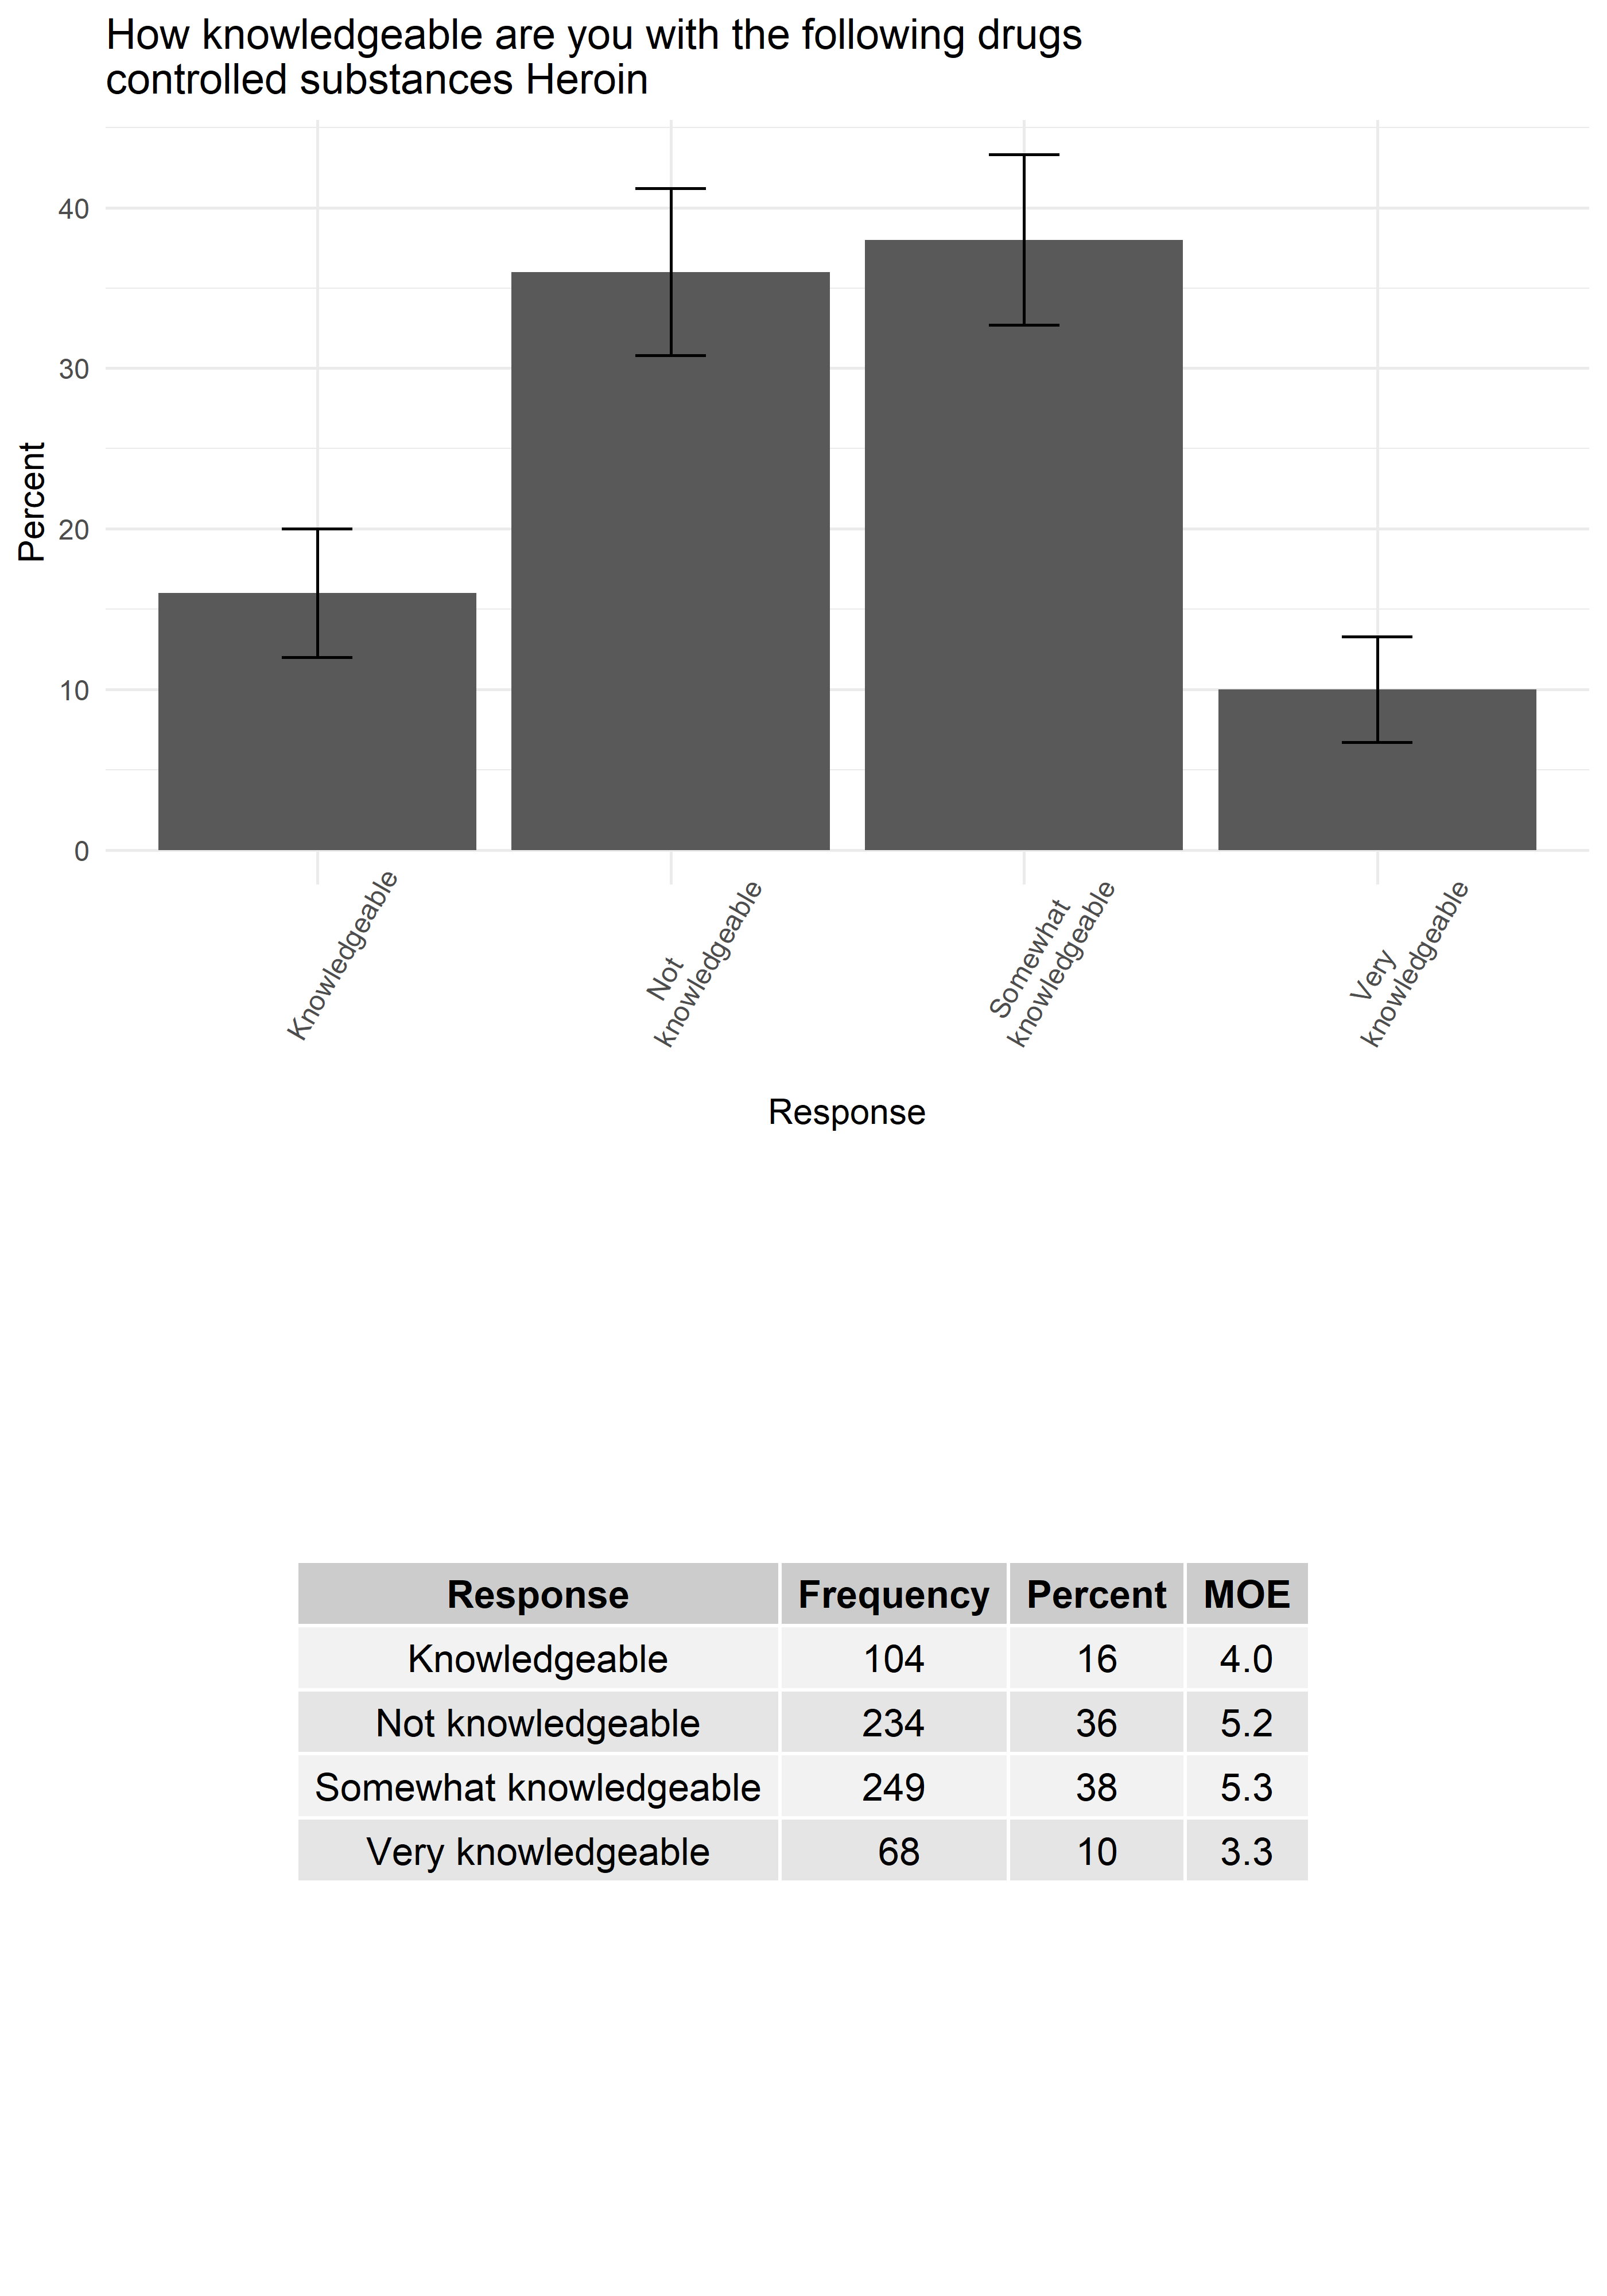 How knowledgeable are you with the following drugs
controlled substances Heroin
Percent
40
30
20
10
0
Knowledgeable
Not
knowledgeable
Somewhat
knowledgeable
Very
knowledgeable
Response
Response Frequency Percent MOE
Knowledgeable 104 16 4.0
Not knowledgeable 234 36 5.2
Somewhat knowledgeable 249 38 5.3
Very knowledgeable 68 10 3.3